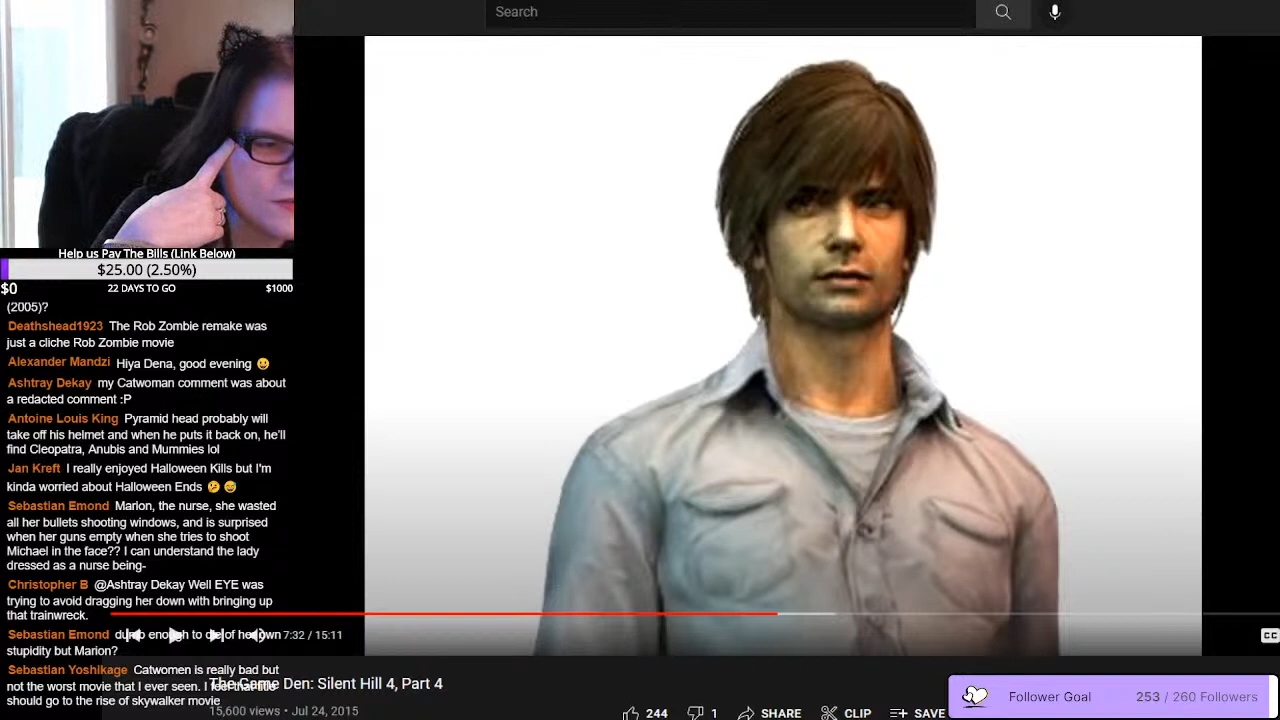 Search
Help us Pay The Bills (Link Below)
$25.00 (2.50%)
$0 22 DAYS TO GO $1000
(2005)?
Deathshead1923 The Rob Zombie remake was
just a cliche Rob Zombie movie
Alexander Mandzi Hiya Dena, good evening 😀
Ashtray Dekay my Catwoman comment was about
a redacted comment :P
Antoine Louis King Pyramid head probably will
take off his helmet and when he puts it back on, he'll
find Cleopatra, Anubis and Mummies lol
Jan Kreft I really enjoyed Halloween Kills but I'm
kinda worried about Halloween Ends 🤔 😅
Sebastian Emond Marion, the nurse, she wasted
all her bullets shooting windows, and is surprised
when her guns empty when she tries to shoot
Michael in the face?? I can understand the lady
dressed as a nurse being-
Christopher B @Ashtray Dekay Well EYE was
trying to avoid dragging her down with bringing up
that trainwreck.
Sebastian Emond enough to of her own
stupidity but Marion?
7:32 / 15:11
CC
Sebastian Yoshikage Catwomen is really bad but
not the worst movie that I ever seen. I feel that
should go to the rise of skywalker movie
The Game Den: Silent Hill 4, Part 4
15,600 views • Jul 24, 2015
244 1 SHARE CLIP SAVE
Follower Goal 253 / 260 Followers